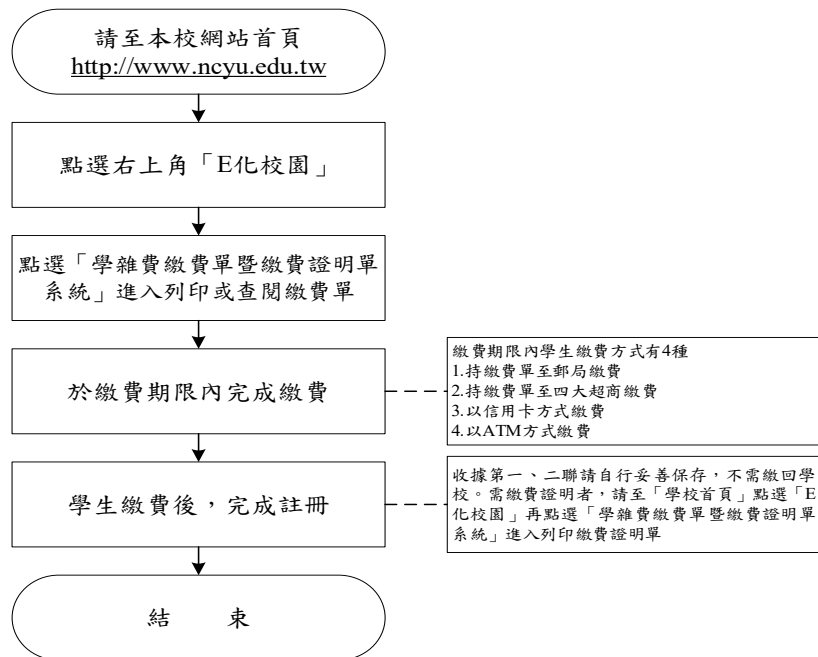 請至本校網站首頁
http://www.ncyu.edu.tw
點選右上角「E化校園」
點選「學雜費繳費單暨繳費證明單
系統」進入列印或查閱繳費單
於繳費期限內完成繳費
繳費期限內學生繳費方式有4種
1.持繳費單至郵局繳費
2.持繳費單至四大超商繳費
3.以信用卡方式繳費
4.以ATM方式繳費
學生繳費後，完成註冊
收據第一、二聯請自行妥善保存，不需繳回學
校。需繳費證明者，請至「學校首頁」點選「E
化校園」再點選「學雜費繳費單暨繳費證明單
系統」進入列印繳費證明單
結　　束